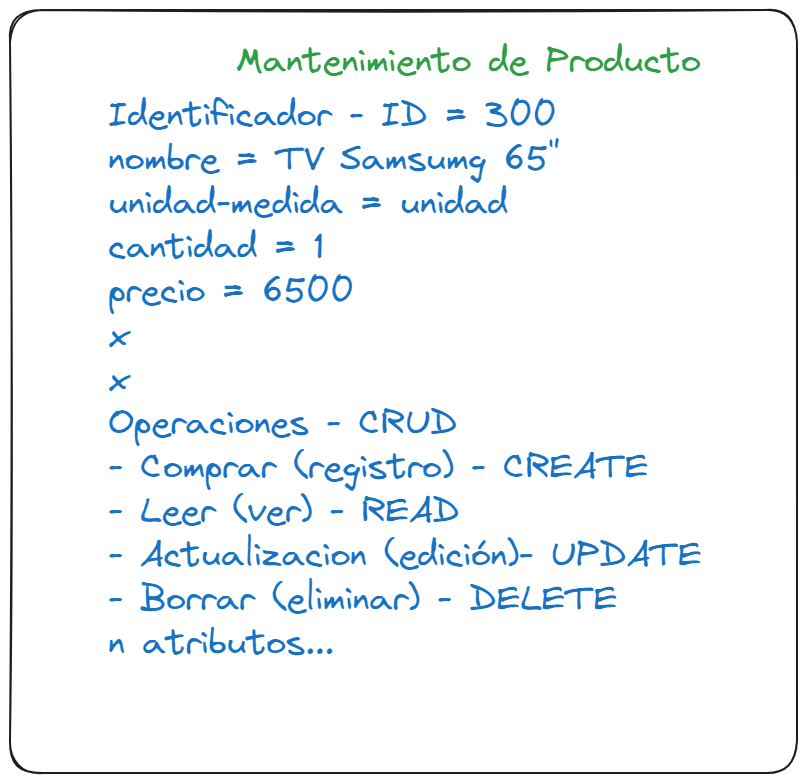 Mantenimiento de Producto
Identificador - ID = 300
nombre = TV Samsumg 65"
unidad-medida = unidad
cantidad = 1
precio = 6500
x
x
Operaciones - CRUD
- Comprar (registro) - CREATE
- Leer (ver) - READ
- Actualizacion (edición)- UPDATE
- Borrar (eliminar) - DELETE
n atributos...